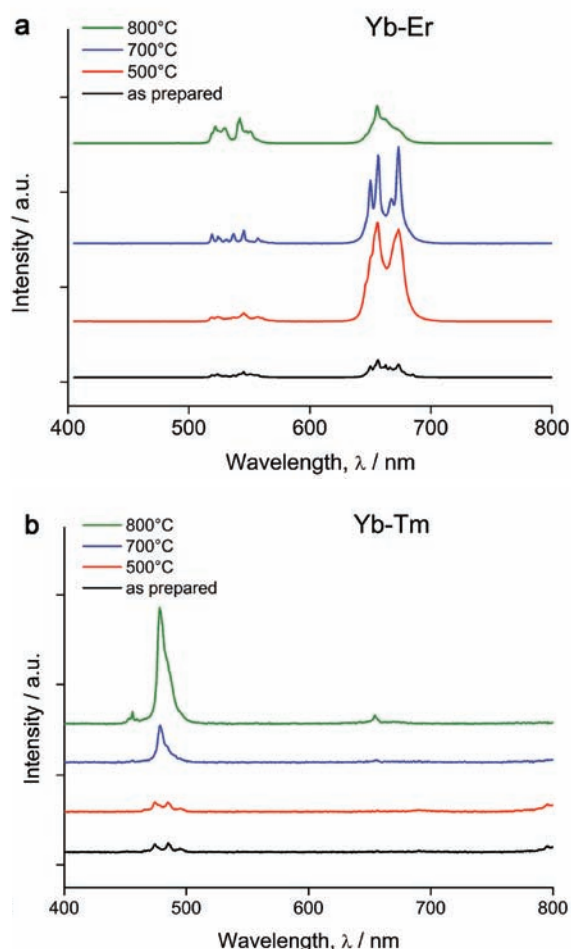 a
Yb-Er
800°C
700°C
500°C
as prepared
Intensity / a.u.
400 500 600 700 800
Wavelength, λ / nm
b
Yb-Tm
800°C
700°C
500°C
as prepared
Intensity / a.u.
400 500 600 700 800
Wavelength, λ / nm